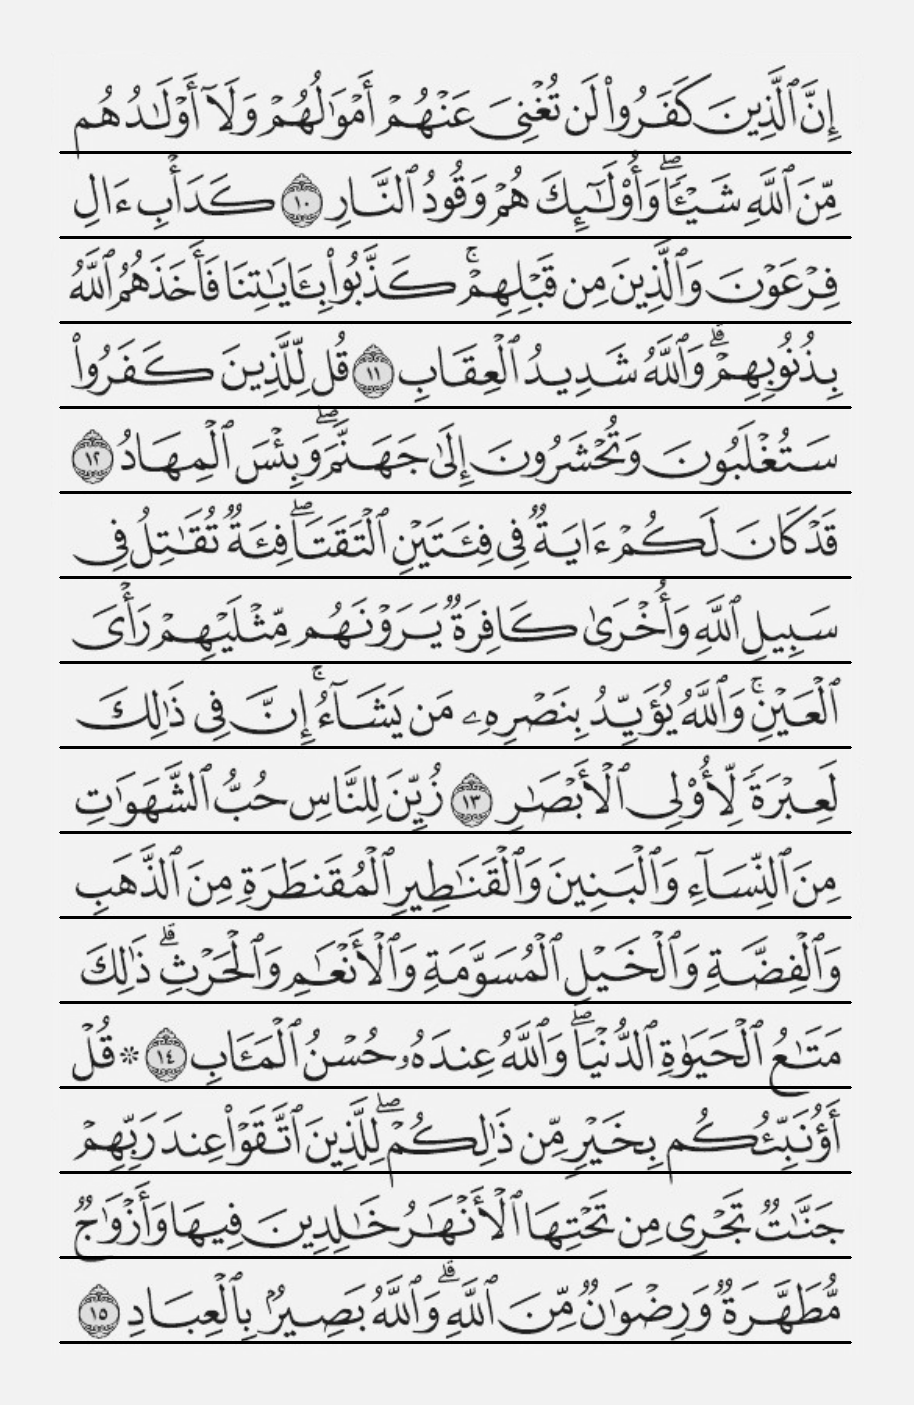 إِنَّ ٱلَّذِينَ كَفَرُوا۟ لَن تُغْنِىَ عَنْهُمْ أَمْوَٰلُهُمْ وَلَآ أَوْلَـٰدُهُم
مِّنَ ٱللَّهِ شَيْـًٔا ۖ وَأُو۟لَـٰٓئِكَ هُمْ وَقُودُ ٱلنَّارِ ١٠ كَدَأْبِ ءَالِ
فِرْعَوْنَ وَٱلَّذِينَ مِن قَبْلِهِمْ ۚ كَذَّبُوا۟ بِـَٔايَـٰتِنَا فَأَخَذَهُمُ ٱللَّهُ
بِذُنُوبِهِمْ ۗ وَٱللَّهُ شَدِيدُ ٱلْعِقَابِ ١١ قُل لِّلَّذِينَ كَفَرُوا۟
سَتُغْلَبُونَ وَتُحْشَرُونَ إِلَىٰ جَهَنَّمَ ۖ وَبِئْسَ ٱلْمِهَادُ ١٢
قَدْ كَانَ لَكُمْ ءَايَةٌ فِى فِئَتَيْنِ ٱلْتَقَتَا ۖ فِئَةٌ تُقَـٰتِلُ فِى
سَبِيلِ ٱللَّهِ وَأُخْرَىٰ كَافِرَةٌ يَرَوْنَهُم مِّثْلَيْهِمْ رَأْىَ
ٱلْعَيْنِ ۚ وَٱللَّهُ يُؤَيِّدُ بِنَصْرِهِۦ مَن يَشَآءُ ۗ إِنَّ فِى ذَٰلِكَ
لَعِبْرَةً لِّأُو۟لِى ٱلْأَبْصَـٰرِ ١٣ زُيِّنَ لِلنَّاسِ حُبُّ ٱلشَّهَوَٰتِ
مِنَ ٱلنِّسَآءِ وَٱلْبَنِينَ وَٱلْقَنَـٰطِيرِ ٱلْمُقَنطَرَةِ مِنَ ٱلذَّهَبِ
وَٱلْفِضَّةِ وَٱلْخَيْلِ ٱلْمُسَوَّمَةِ وَٱلْأَنْعَـٰمِ وَٱلْحَرْثِ ۗ ذَٰلِكَ
مَتَـٰعُ ٱلْحَيَوٰةِ ٱلدُّنْيَا ۖ وَٱللَّهُ عِندَهُۥ حُسْنُ ٱلْمَـَٔابِ ١٤ ۞ قُلْ
أَؤُنَبِّئُكُم بِخَيْرٍ مِّن ذَٰلِكُمْ ۖ لِلَّذِينَ ٱتَّقَوْا۟ عِندَ رَبِّهِمْ
جَنَّـٰتٌ تَجْرِى مِن تَحْتِهَا ٱلْأَنْهَـٰرُ خَـٰلِدِينَ فِيهَا وَأَزْوَٰجٌ
مُّطَهَّرَةٌ وَرِضْوَٰنٌ مِّنَ ٱللَّهِ ۗ وَٱللَّهُ بَصِيرٌۢ بِٱلْعِبَادِ ١٥